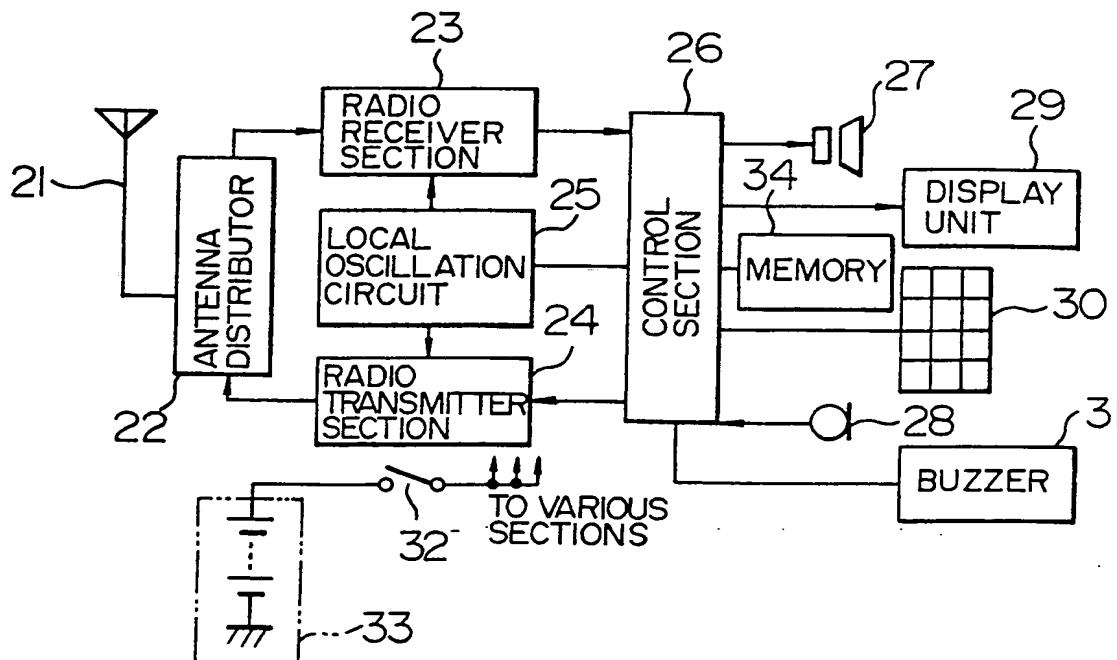 23
RADIO
RECEIVER
SECTION
26
27
29
DISPLAY
UNIT
21
ANTENNA
DISTRIBUTOR
22
25
LOCAL
OSCILLATION
CIRCUIT
CONTROL
SECTION
34
MEMORY
30
24
RADIO
TRANSMITTER
SECTION
28
3
BUZZER
32
TO VARIOUS
SECTIONS
33